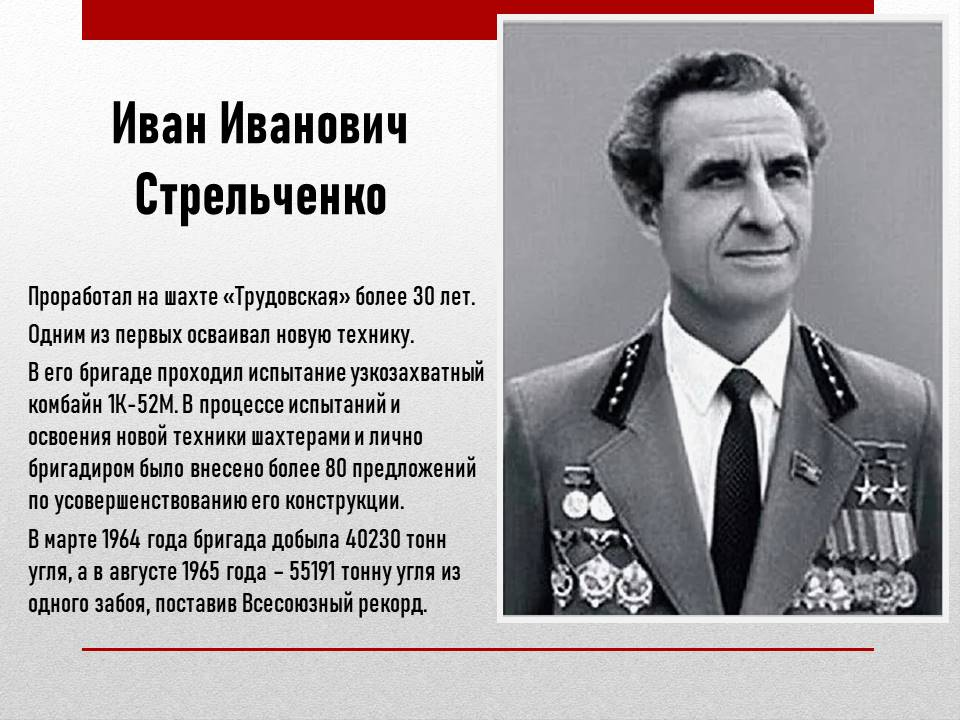 Иван Иванович
Стрельченко
Проработал на шахте «Трудовская» более 30 лет.
Одним из первых осваивал новую технику.
В его бригаде проходил испытание узкозахватный
комбайн 1К-52М. В процессе испытаний и
освоения новой техники шахтерами и лично
бригадиром было внесено более 80 предложений
по усовершенствованию его конструкции.
В марте 1964 года бригада добыла 40230 тонн
угля, а в августе 1965 года – 55191 тонну угля из
одного забоя, поставив Всесоюзный рекорд.